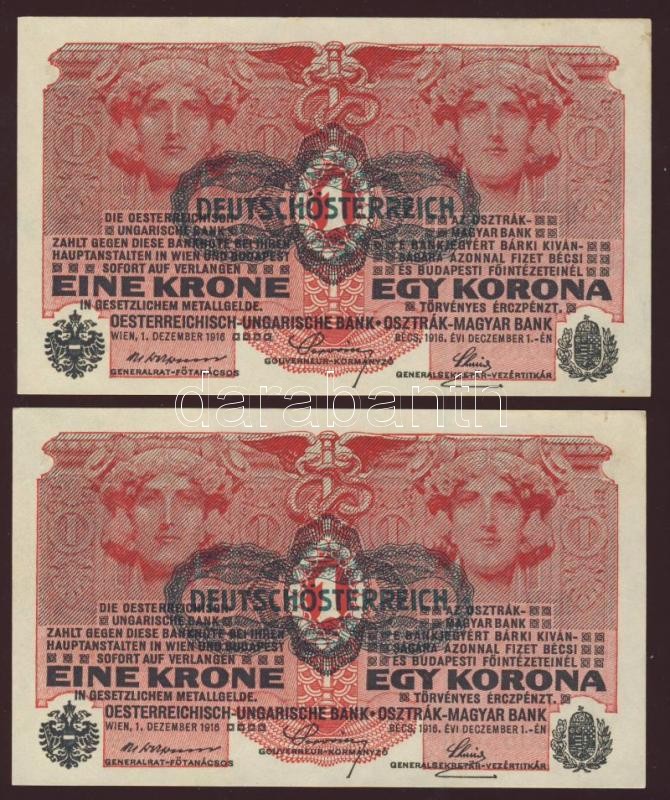 DEUTSCHÖSTERREICH
1
DIE OESTERREICHISCH-
UNGARISCHE BANK
ZAHLT GEGEN DIESE BANKNOTE BEI IHREN
HAUPTANSTALTEN IN WIEN UND BUDAPEST
SOFORT AUF VERLANGEN
EINE KRONE
IN GESETZLICHEM METALLGELDE.
AZ OSZTRÁK-
MAGYAR BANK
E BANKJEGYÉRT BÁRKI KIVÁN-
SÁGÁRA AZONNAL FIZET BÉCSI
ÉS BUDAPESTI FŐINTÉZETEINÉL
EGY KORONA
TÖRVÉNYES ÉRCZPÉNZT.
OESTERREICHISCH-UNGARISCHE BANK • OSZTRÁK-MAGYAR BANK
WIEN, 1. DEZEMBER 1916
BÉCS, 1916. ÉVI DECZEMBER 1.-ÉN
GENERALRAT-FŐTANÁCSOS
GOUVERNEUR-KORMÁNYZÓ
GENERALSEKRETÄR-VEZÉRTITKÁR
darabanth
DEUTSCHÖSTERREICH
1
DIE OESTERREICHISCH-
UNGARISCHE BANK
ZAHLT GEGEN DIESE BANKNOTE BEI IHREN
HAUPTANSTALTEN IN WIEN UND BUDAPEST
SOFORT AUF VERLANGEN
EINE KRONE
IN GESETZLICHEM METALLGELDE.
AZ OSZTRÁK-
MAGYAR BANK
E BANKJEGYÉRT BÁRKI KIVÁN-
SÁGÁRA AZONNAL FIZET BÉCSI
ÉS BUDAPESTI FŐINTÉZETEINÉL
EGY KORONA
TÖRVÉNYES ÉRCZPÉNZT.
OESTERREICHISCH-UNGARISCHE BANK • OSZTRÁK-MAGYAR BANK
WIEN, 1. DEZEMBER 1916
BÉCS, 1916. ÉVI DECZEMBER 1.-ÉN
GENERALRAT-FŐTANÁCSOS
GOUVERNEUR-KORMÁNYZÓ
GENERALSEKRETÄR-VEZÉRTITKÁR